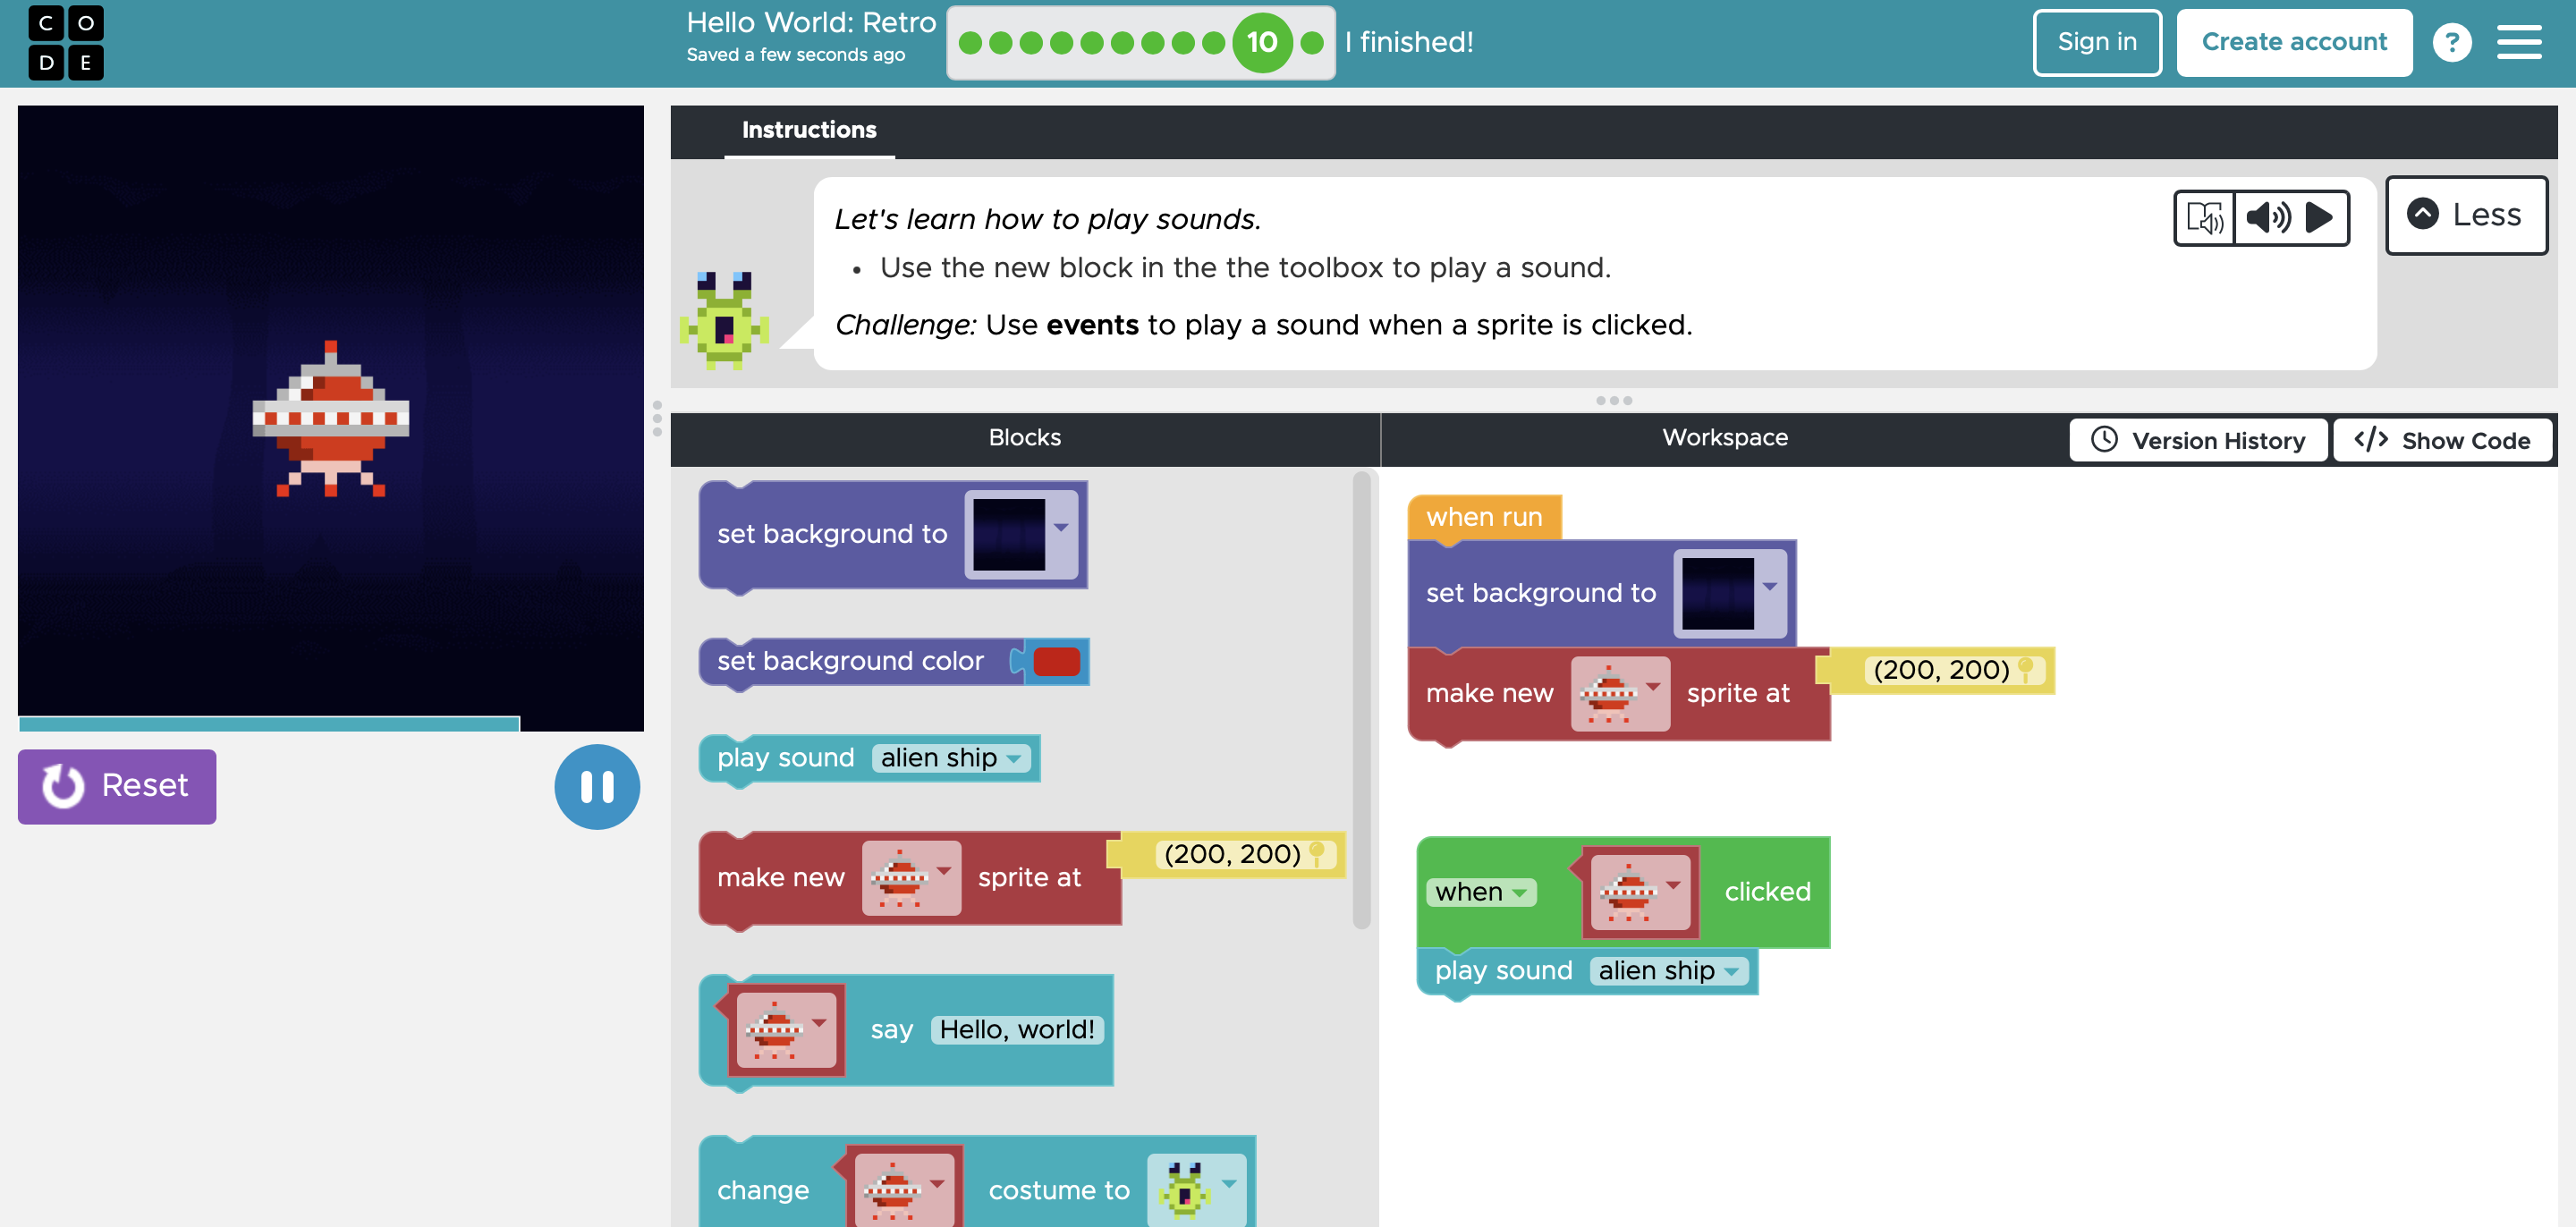 C O
D E
Hello World: Retro
Saved a few seconds ago
10
I finished!
Sign in
Create account
?
Instructions
Let's learn how to play sounds.
• Use the new block in the the toolbox to play a sound.
Challenge: Use events to play a sound when a sprite is clicked.
Less
Reset
Blocks
Workspace
Version History
</> Show Code
set background to
set background color
play sound alien ship
make new sprite at (200, 200)
say Hello, world!
change costume to
when run
set background to
make new sprite at (200, 200)
when clicked
play sound alien ship